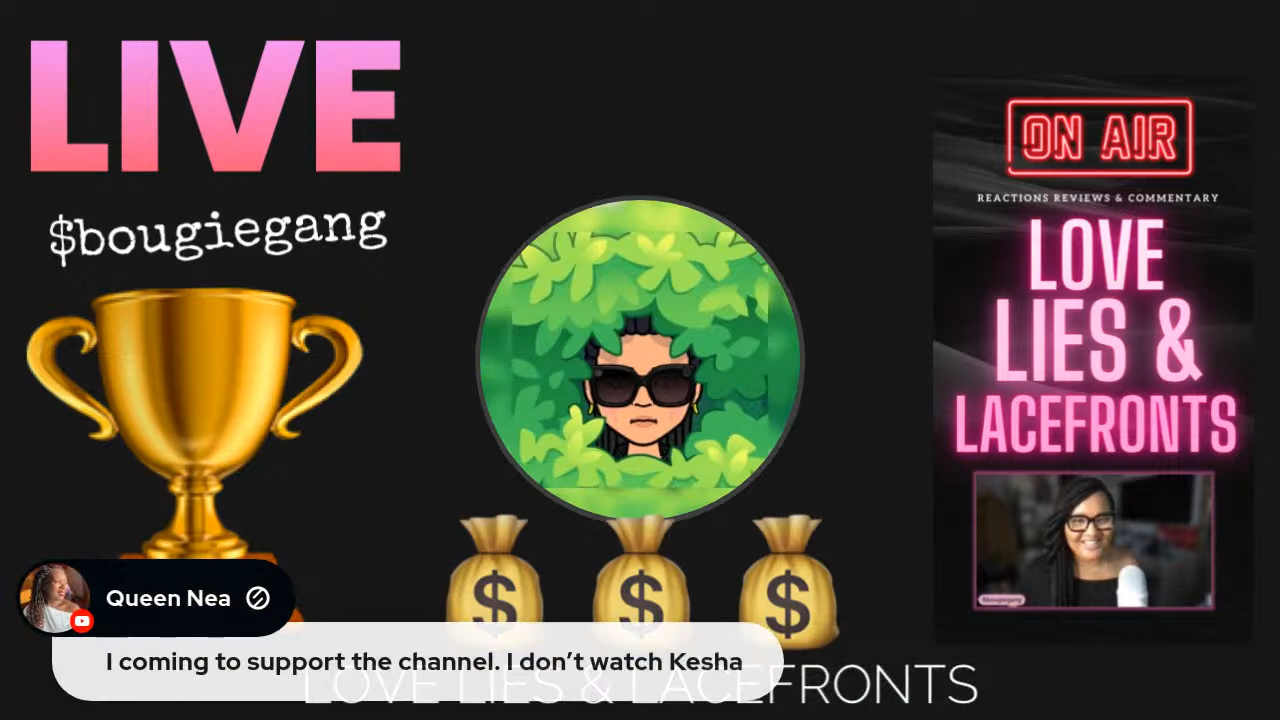 LIVE
$bougiegang
ON AIR
REACTIONS REVIEWS & COMMENTARY
LOVE
LIES &
LACEFRONTS
$ $ $
Queen Nea
I coming to support the channel. I don’t watch Kesha
LOVE LIES & LACEFRONTS